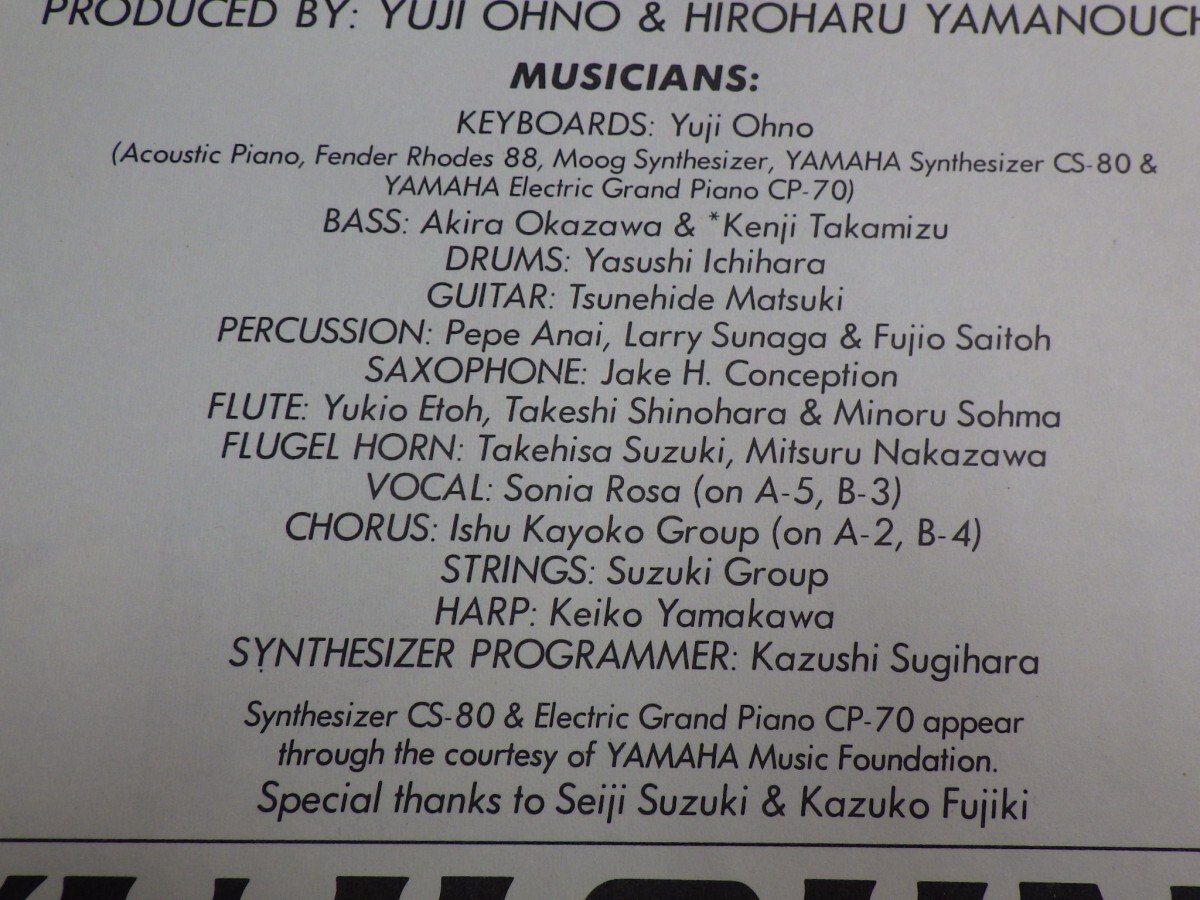 PRODUCED BY: YUJI OHNO & HIROHARU YAMANOUCH
MUSICIANS:
KEYBOARDS: Yuji Ohno
(Acoustic Piano, Fender Rhodes 88, Moog Synthesizer, YAMAHA Synthesizer CS-80 &
YAMAHA Electric Grand Piano CP-70)
BASS: Akira Okazawa & *Kenji Takamizu
DRUMS: Yasushi Ichihara
GUITAR: Tsunehide Matsuki
PERCUSSION: Pepe Anai, Larry Sunaga & Fujio Saitoh
SAXOPHONE: Jake H. Conception
FLUTE: Yukio Etoh, Takeshi Shinohara & Minoru Sohma
FLUGEL HORN: Takehisa Suzuki, Mitsuru Nakazawa
VOCAL: Sonia Rosa (on A-5, B-3)
CHORUS: Ishu Kayoko Group (on A-2, B-4)
STRINGS: Suzuki Group
HARP: Keiko Yamakawa
SYNTHESIZER PROGRAMMER: Kazushi Sugihara
Synthesizer CS-80 & Electric Grand Piano CP-70 appear
through the courtesy of YAMAHA Music Foundation.
Special thanks to Seiji Suzuki & Kazuko Fujiki